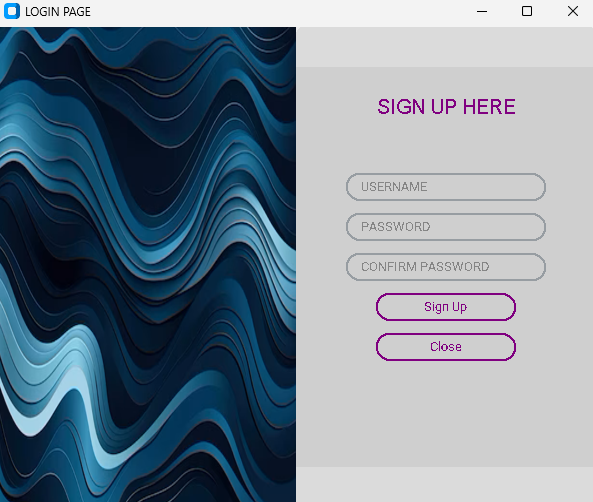 LOGIN PAGE
SIGN UP HERE
USERNAME
PASSWORD
CONFIRM PASSWORD
Sign Up
Close